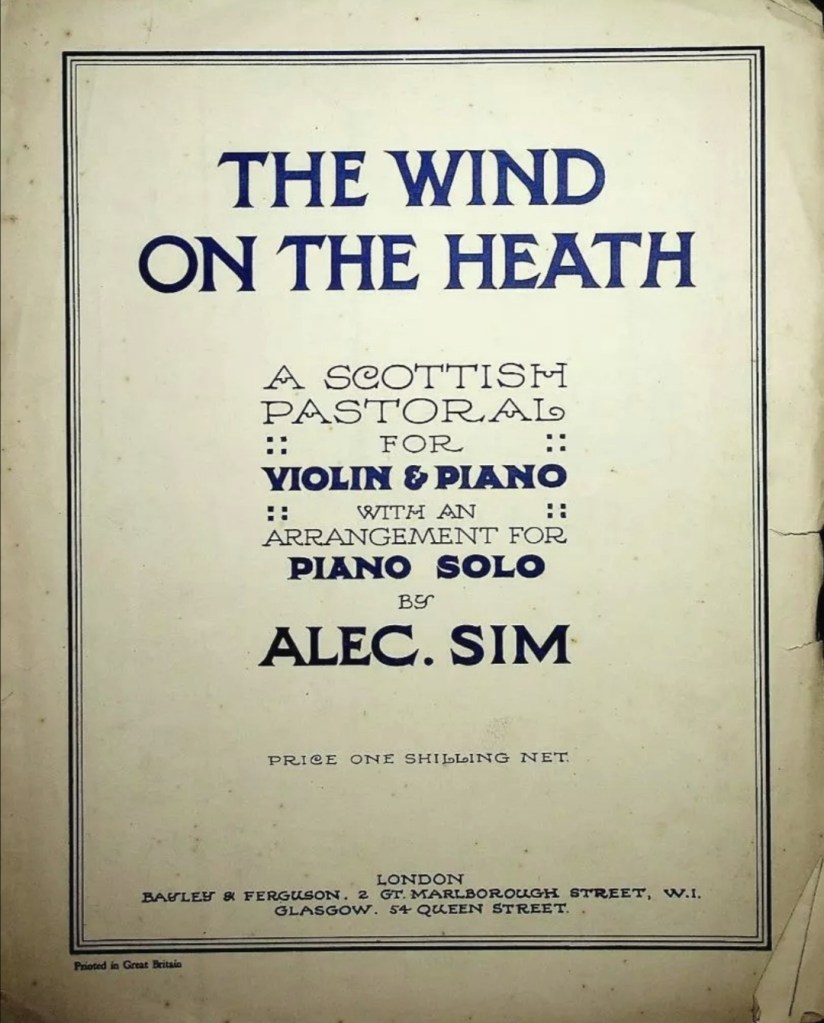 THE WIND
ON THE HEATH
A SCOTTISH
PASTORAL
FOR
VIOLIN & PIANO
WITH AN
ARRANGEMENT FOR
PIANO SOLO
BY
ALEC. SIM
PRICE ONE SHILLING NET.
LONDON
BAYLEY & FERGUSON. 2 GT. MARLBOROUGH STREET, W.1.
GLASGOW. 54 QUEEN STREET.
Printed in Great Britain